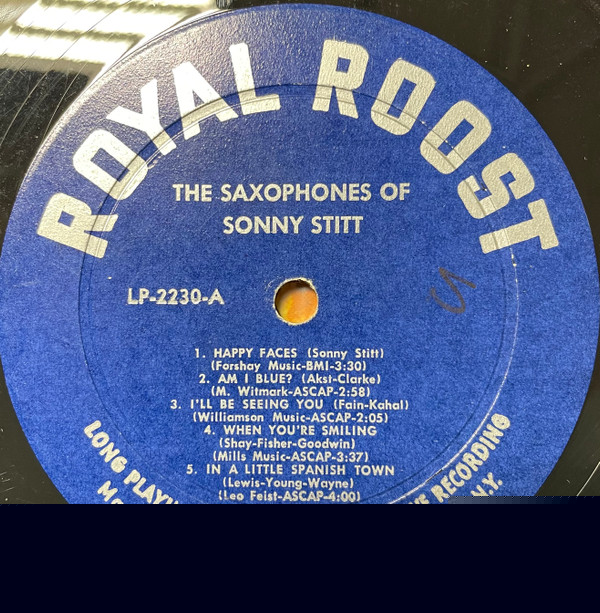 ROYAL ROOST
THE SAXOPHONES OF
SONNY STITT
LP-2230-A
1. HAPPY FACES (Sonny Stitt)
(Forshay Music-BMI-3:30)
2. AM I BLUE? (Akst-Clarke)
(M. Witmark-ASCAP-2:58)
3. I'LL BE SEEING YOU (Fain-Kahal)
(Williamson Music-ASCAP-2:05)
4. WHEN YOU'RE SMILING
(Shay-Fisher-Goodwin)
(Mills Music-ASCAP-3:37)
5. IN A LITTLE SPANISH TOWN
(Lewis-Young-Wayne)
(Leo Feist-ASCAP-4:00)
LONG
RECORDING
N.Y.